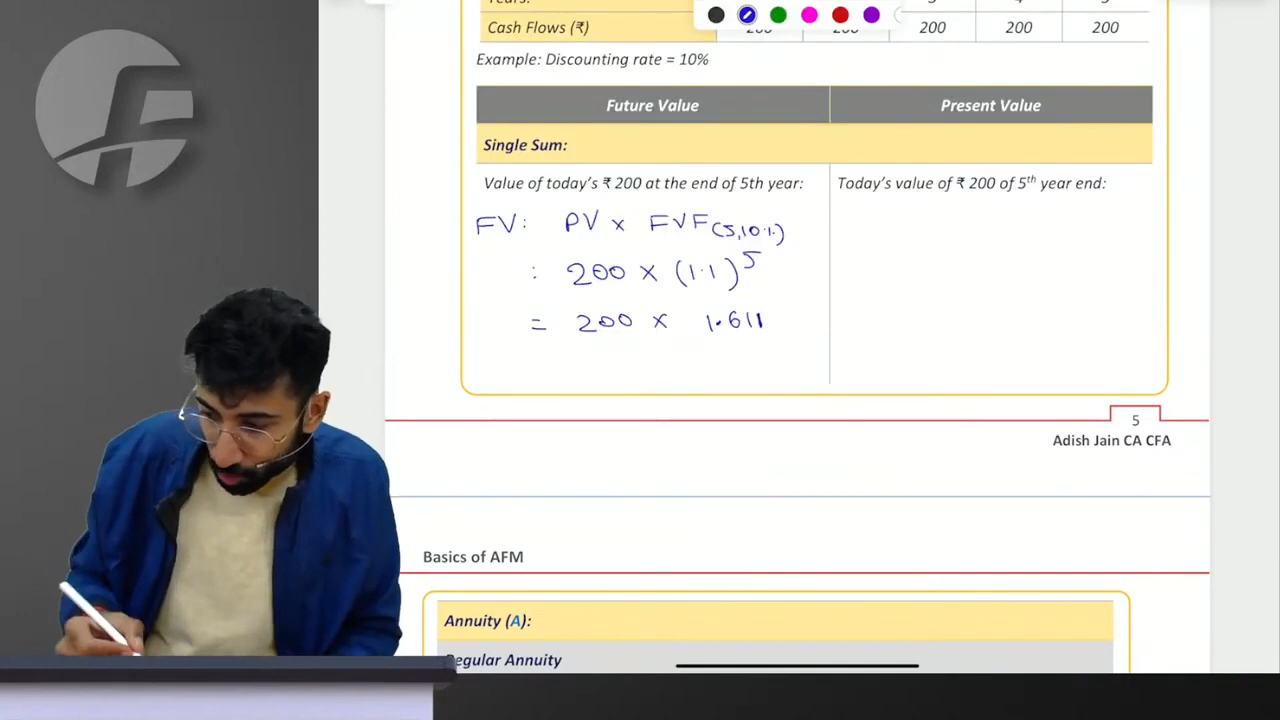 Cash Flows (₹) 200 200 200 200 200
Example: Discounting rate = 10%
Future Value Present Value
Single Sum:
Value of today's ₹ 200 at the end of 5th year: Today's value of ₹ 200 of 5th year end:
FV: PV x FVF(5,10%)
: 200 x (1.1)^5
= 200 x 1.611
5
Adish Jain CA CFA
Basics of AFM
Annuity (A):
Regular Annuity